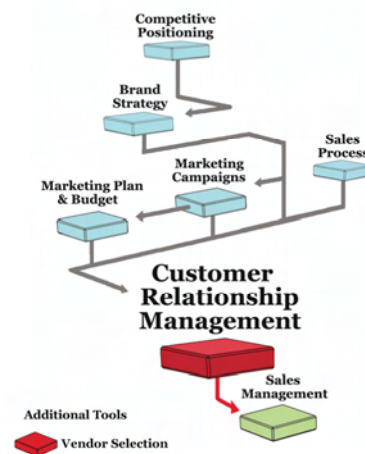 Competitive
Positioning
Brand
Strategy
Sales
Process
Marketing
Campaigns
Marketing Plan
& Budget
Customer
Relationship
Management
Sales
Management
Additional Tools
Vendor Selection